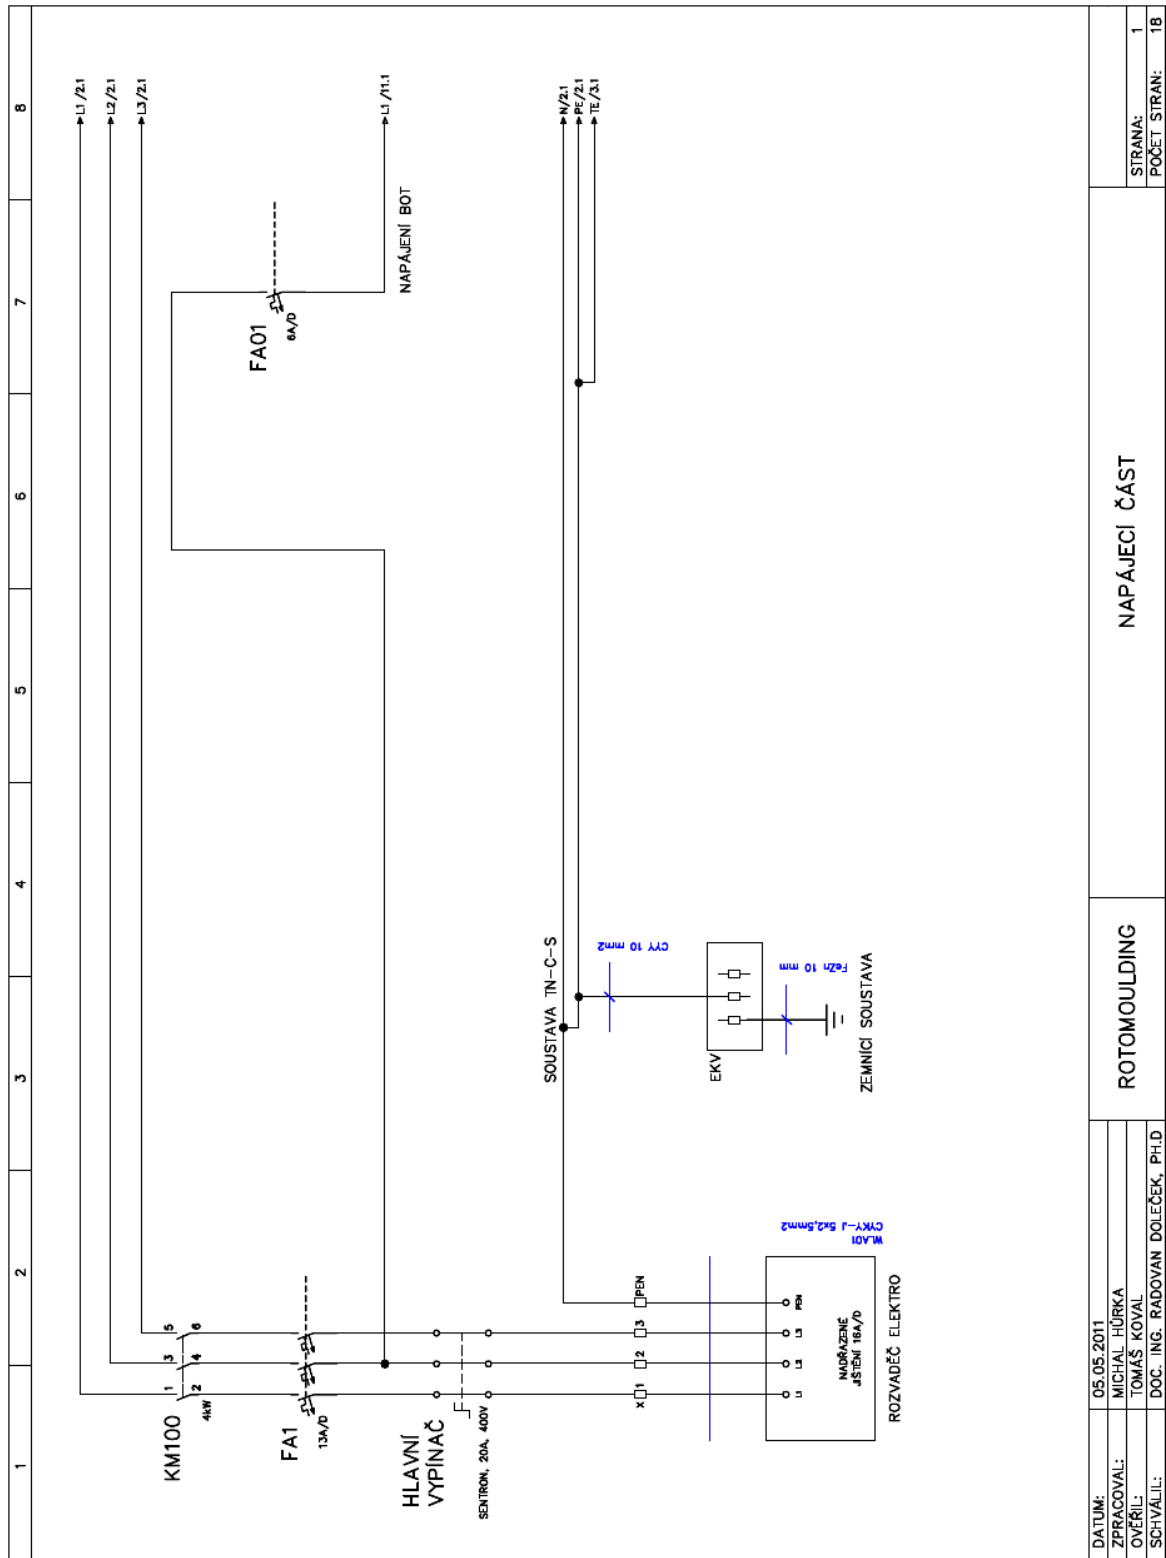 1
2
3
4
5
6
7
8
L1/2.1
L2/2.1
L3/2.1
KM100
4kW
1
2
3
4
5
6
FA1
13A/D
HLAVNÍ
VYPÍNAČ
SENTRON, 20A, 400V
FA01
6A/D
L1/11.1
NAPÁJENÍ BOT
SOUSTAVA TN-C-S
N/2.1
PE/2.1
TE/3.1
CYY 10 mm2
EKV
FeZn 10 mm
ZEMNÍCÍ SOUSTAVA
X
1
2
3
PEN
WLA01
CYKY-J 5x2,5mm2
L1
L2
L3
PEN
NADŘAZENÉ
JIŠTĚNÍ 16A/D
ROZVADĚČ ELEKTRO
DATUM: 05.05.2011
ZPRACOVAL: MICHAL HŮRKA
OVĚŘIL: TOMÁŠ KOVAL
SCHVÁLIL: DOC. ING. RADOVAN DOLEČEK, PH.D
ROTOMOULDING
NAPÁJECÍ ČÁST
STRANA: 1
POČET STRAN: 18